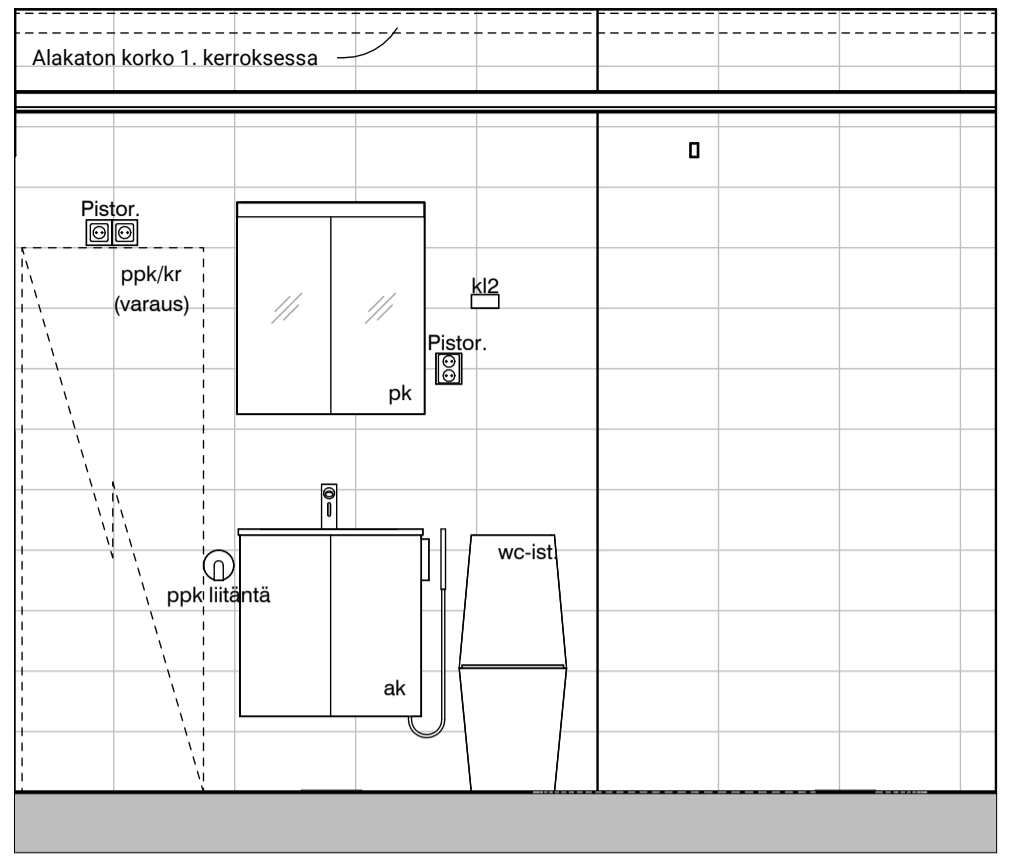 Alakaton korko 1. kerroksessa
Pistor.
ppk/kr
(varaus)
kl2
Pistor.
pk
wc-ist.
ppk liitäntä
ak